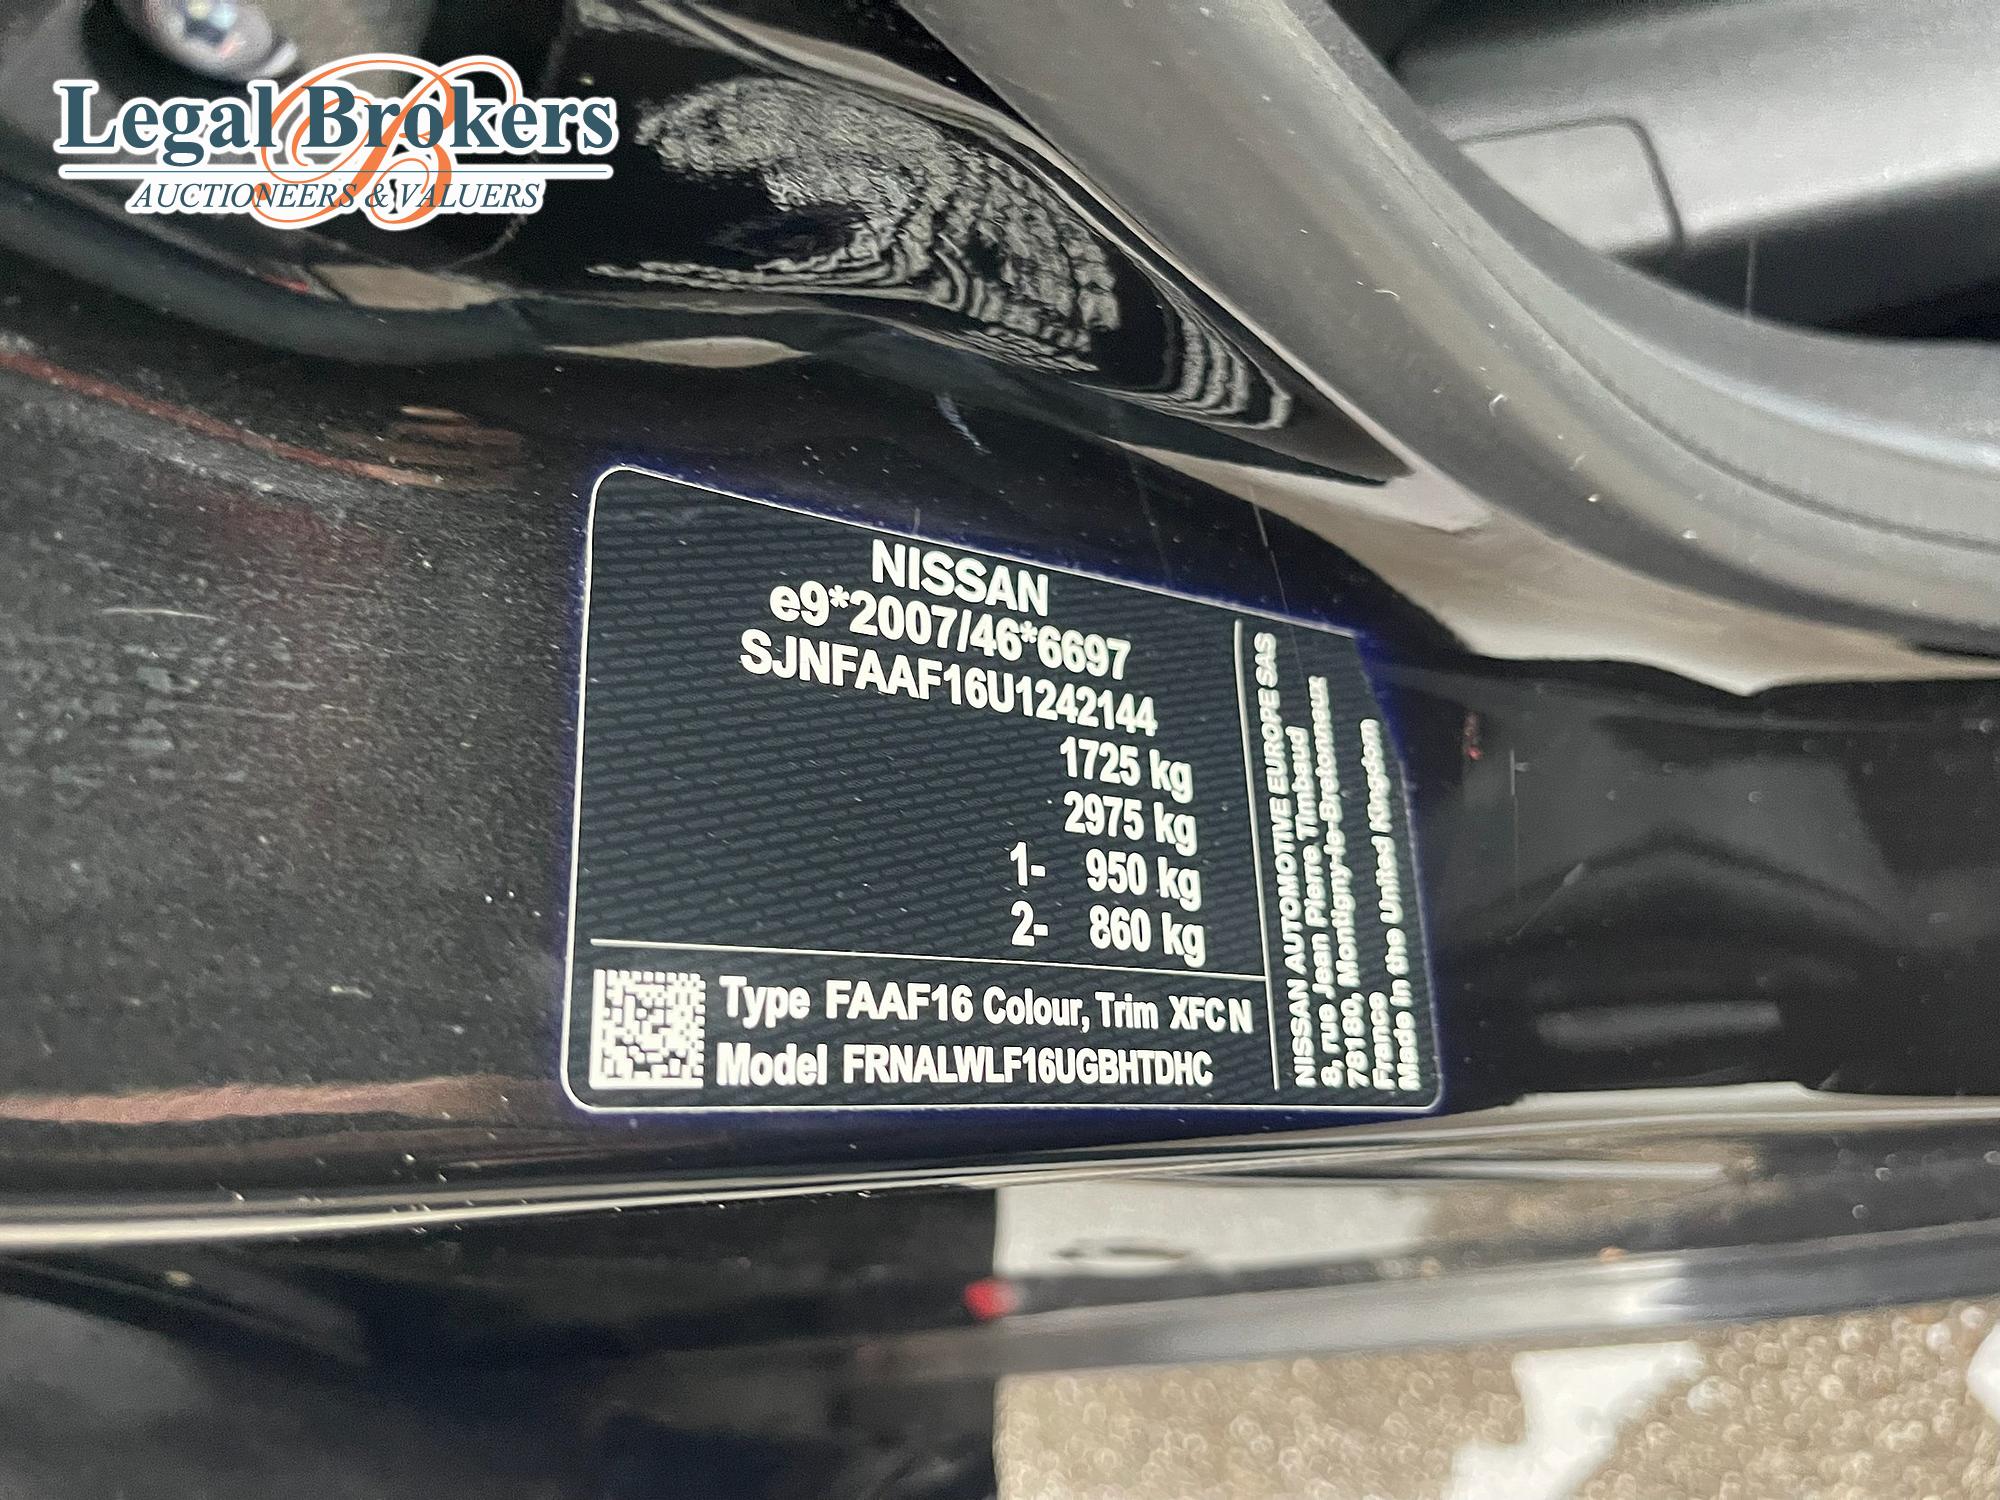 Legal Brokers
AUCTIONEERS & VALUERS
NISSAN
e9*2007/46*6697
SJNFAAF16U1242144
1725 kg
2975 kg
1- 950 kg
2- 860 kg
Type FAAF16 Colour, Trim XFC N
Model FRNALWLF16UGBHTDHC
NISSAN AUTOMOTIVE EUROPE SAS
8, rue Jean Pierre Timbaud
78180, Montigny-le-Bretonneux
France
Made in the United Kingdom